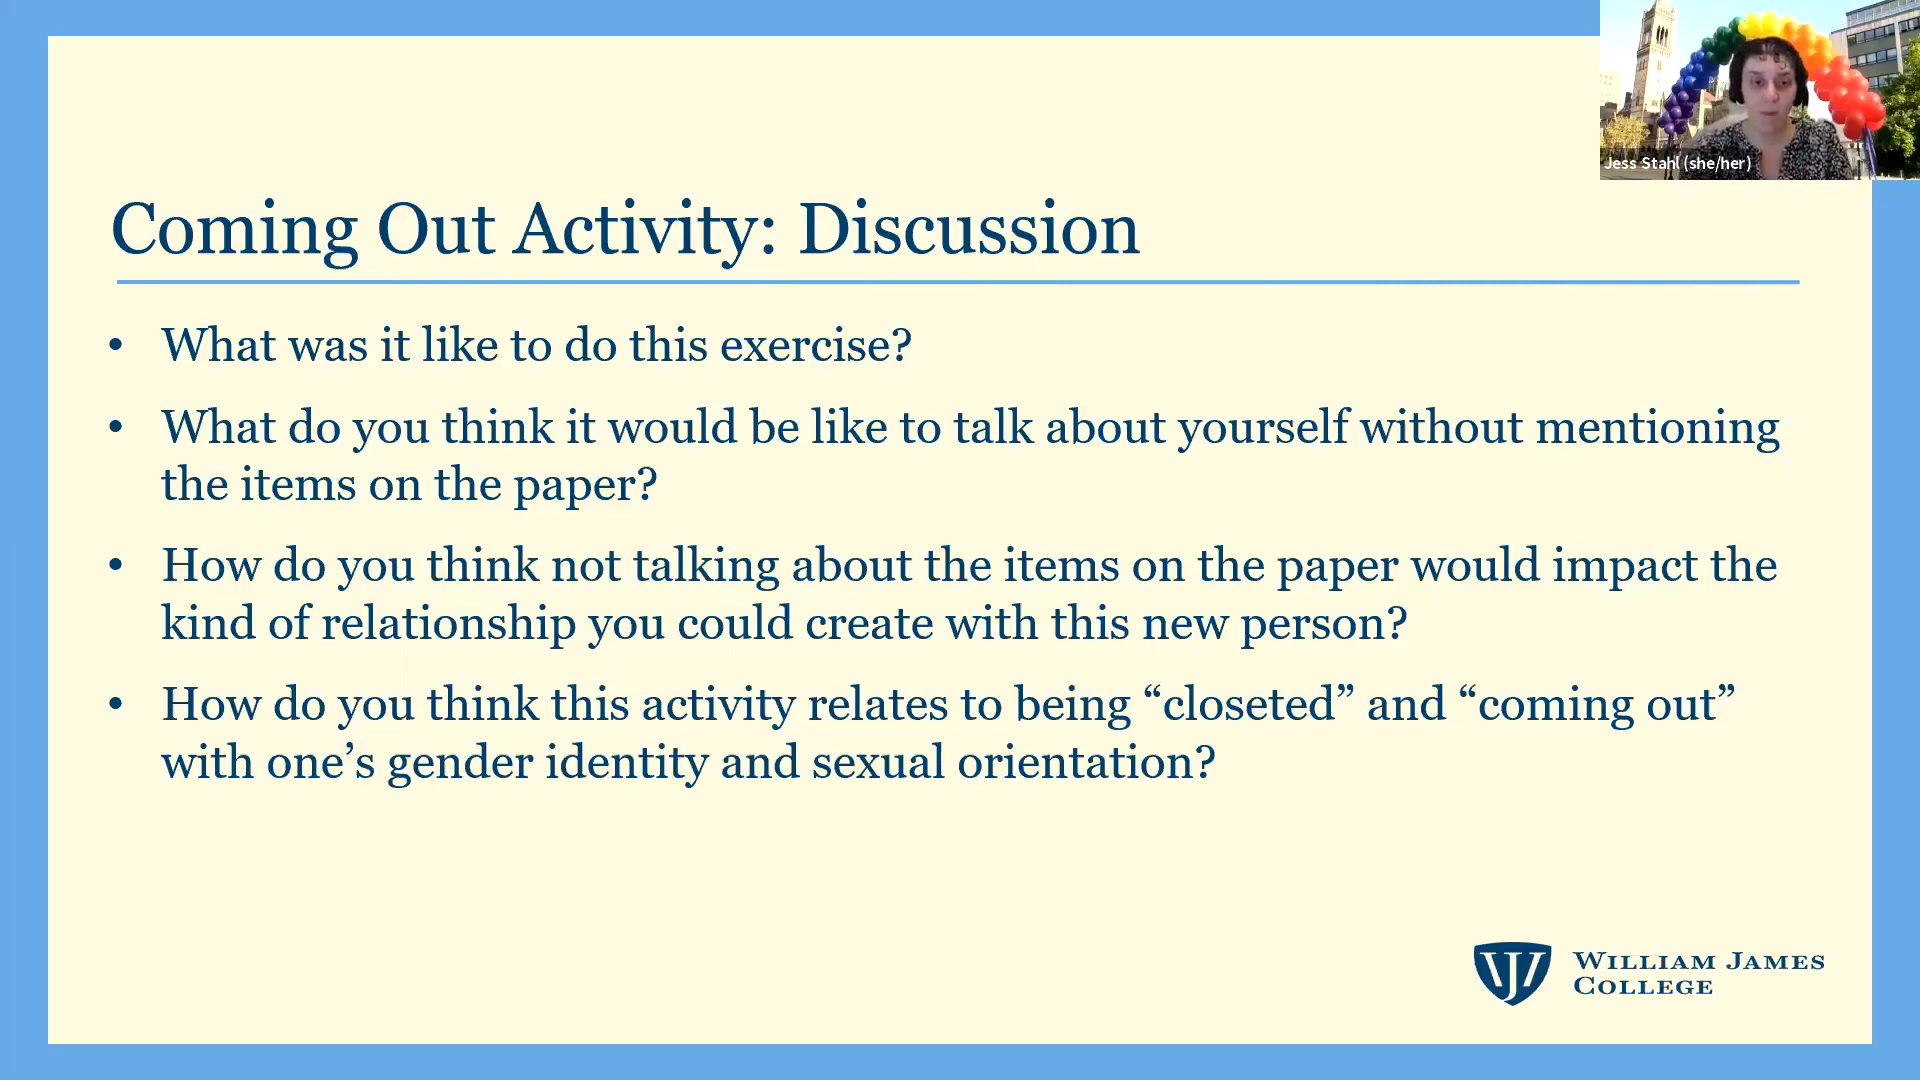 Jess Stahl (she/her)
Coming Out Activity: Discussion
• What was it like to do this exercise?
• What do you think it would be like to talk about yourself without mentioning
the items on the paper?
• How do you think not talking about the items on the paper would impact the
kind of relationship you could create with this new person?
• How do you think this activity relates to being “closeted” and “coming out”
with one’s gender identity and sexual orientation?
WILLIAM JAMES
COLLEGE